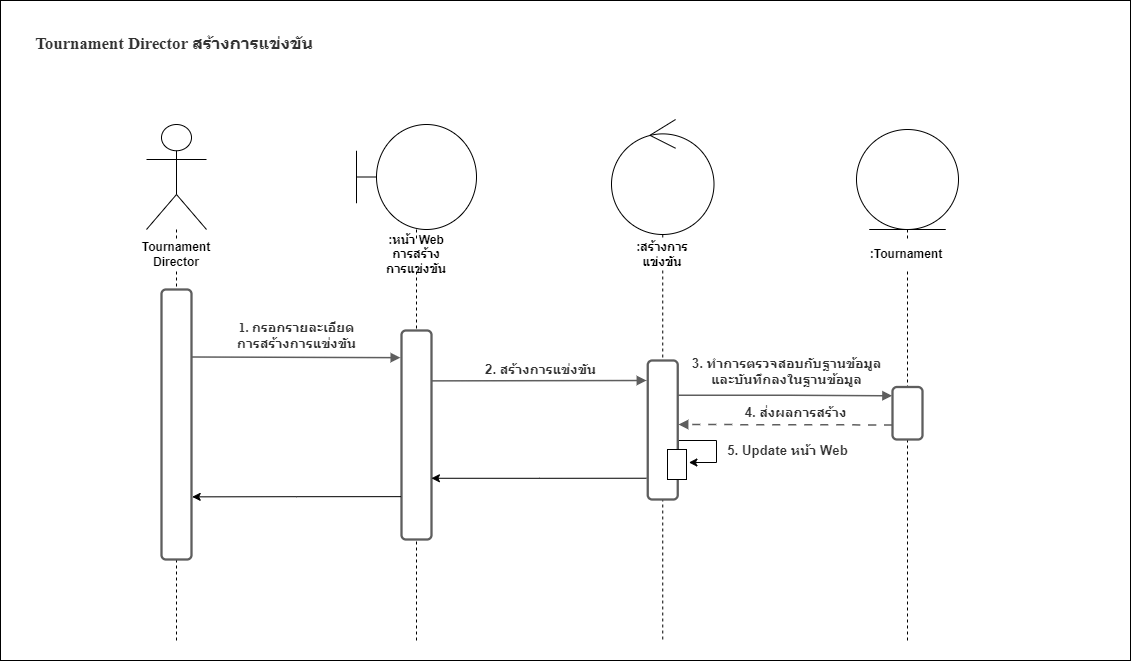 Tournament Director สร้างการแข่งขัน
Tournament
Director
:หน้า Web
การสร้าง
การแข่งขัน
:สร้างการ
แข่งขัน
:Tournament
1. กรอกรายละเอียด
การสร้างการแข่งขัน
2. สร้างการแข่งขัน
3. ทำการตรวจสอบกับฐานข้อมูล
และบันทึกลงในฐานข้อมูล
4. ส่งผลการสร้าง
5. Update หน้า Web